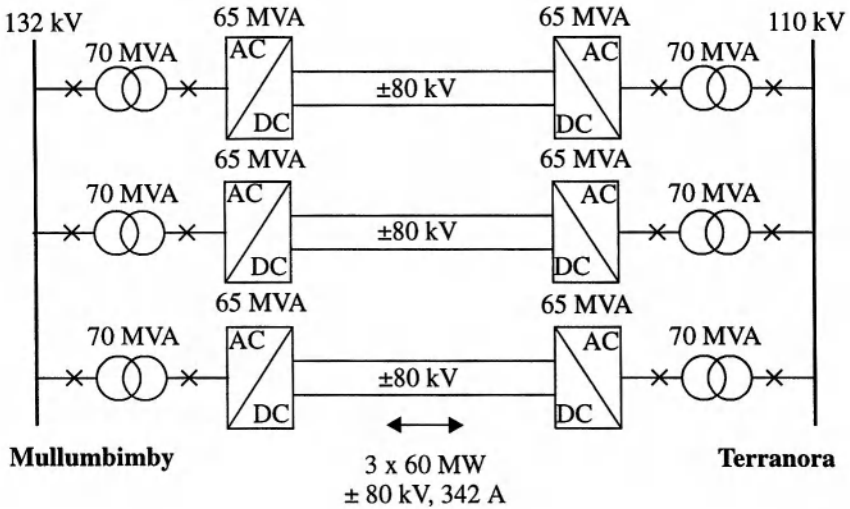 132 kV
110 kV
65 MVA
65 MVA
70 MVA
70 MVA
AC
DC
±80 kV
AC
DC
65 MVA
65 MVA
70 MVA
70 MVA
AC
DC
±80 kV
AC
DC
65 MVA
65 MVA
70 MVA
70 MVA
AC
DC
±80 kV
AC
DC
Mullumbimby
Terranora
3 x 60 MW
± 80 kV, 342 A